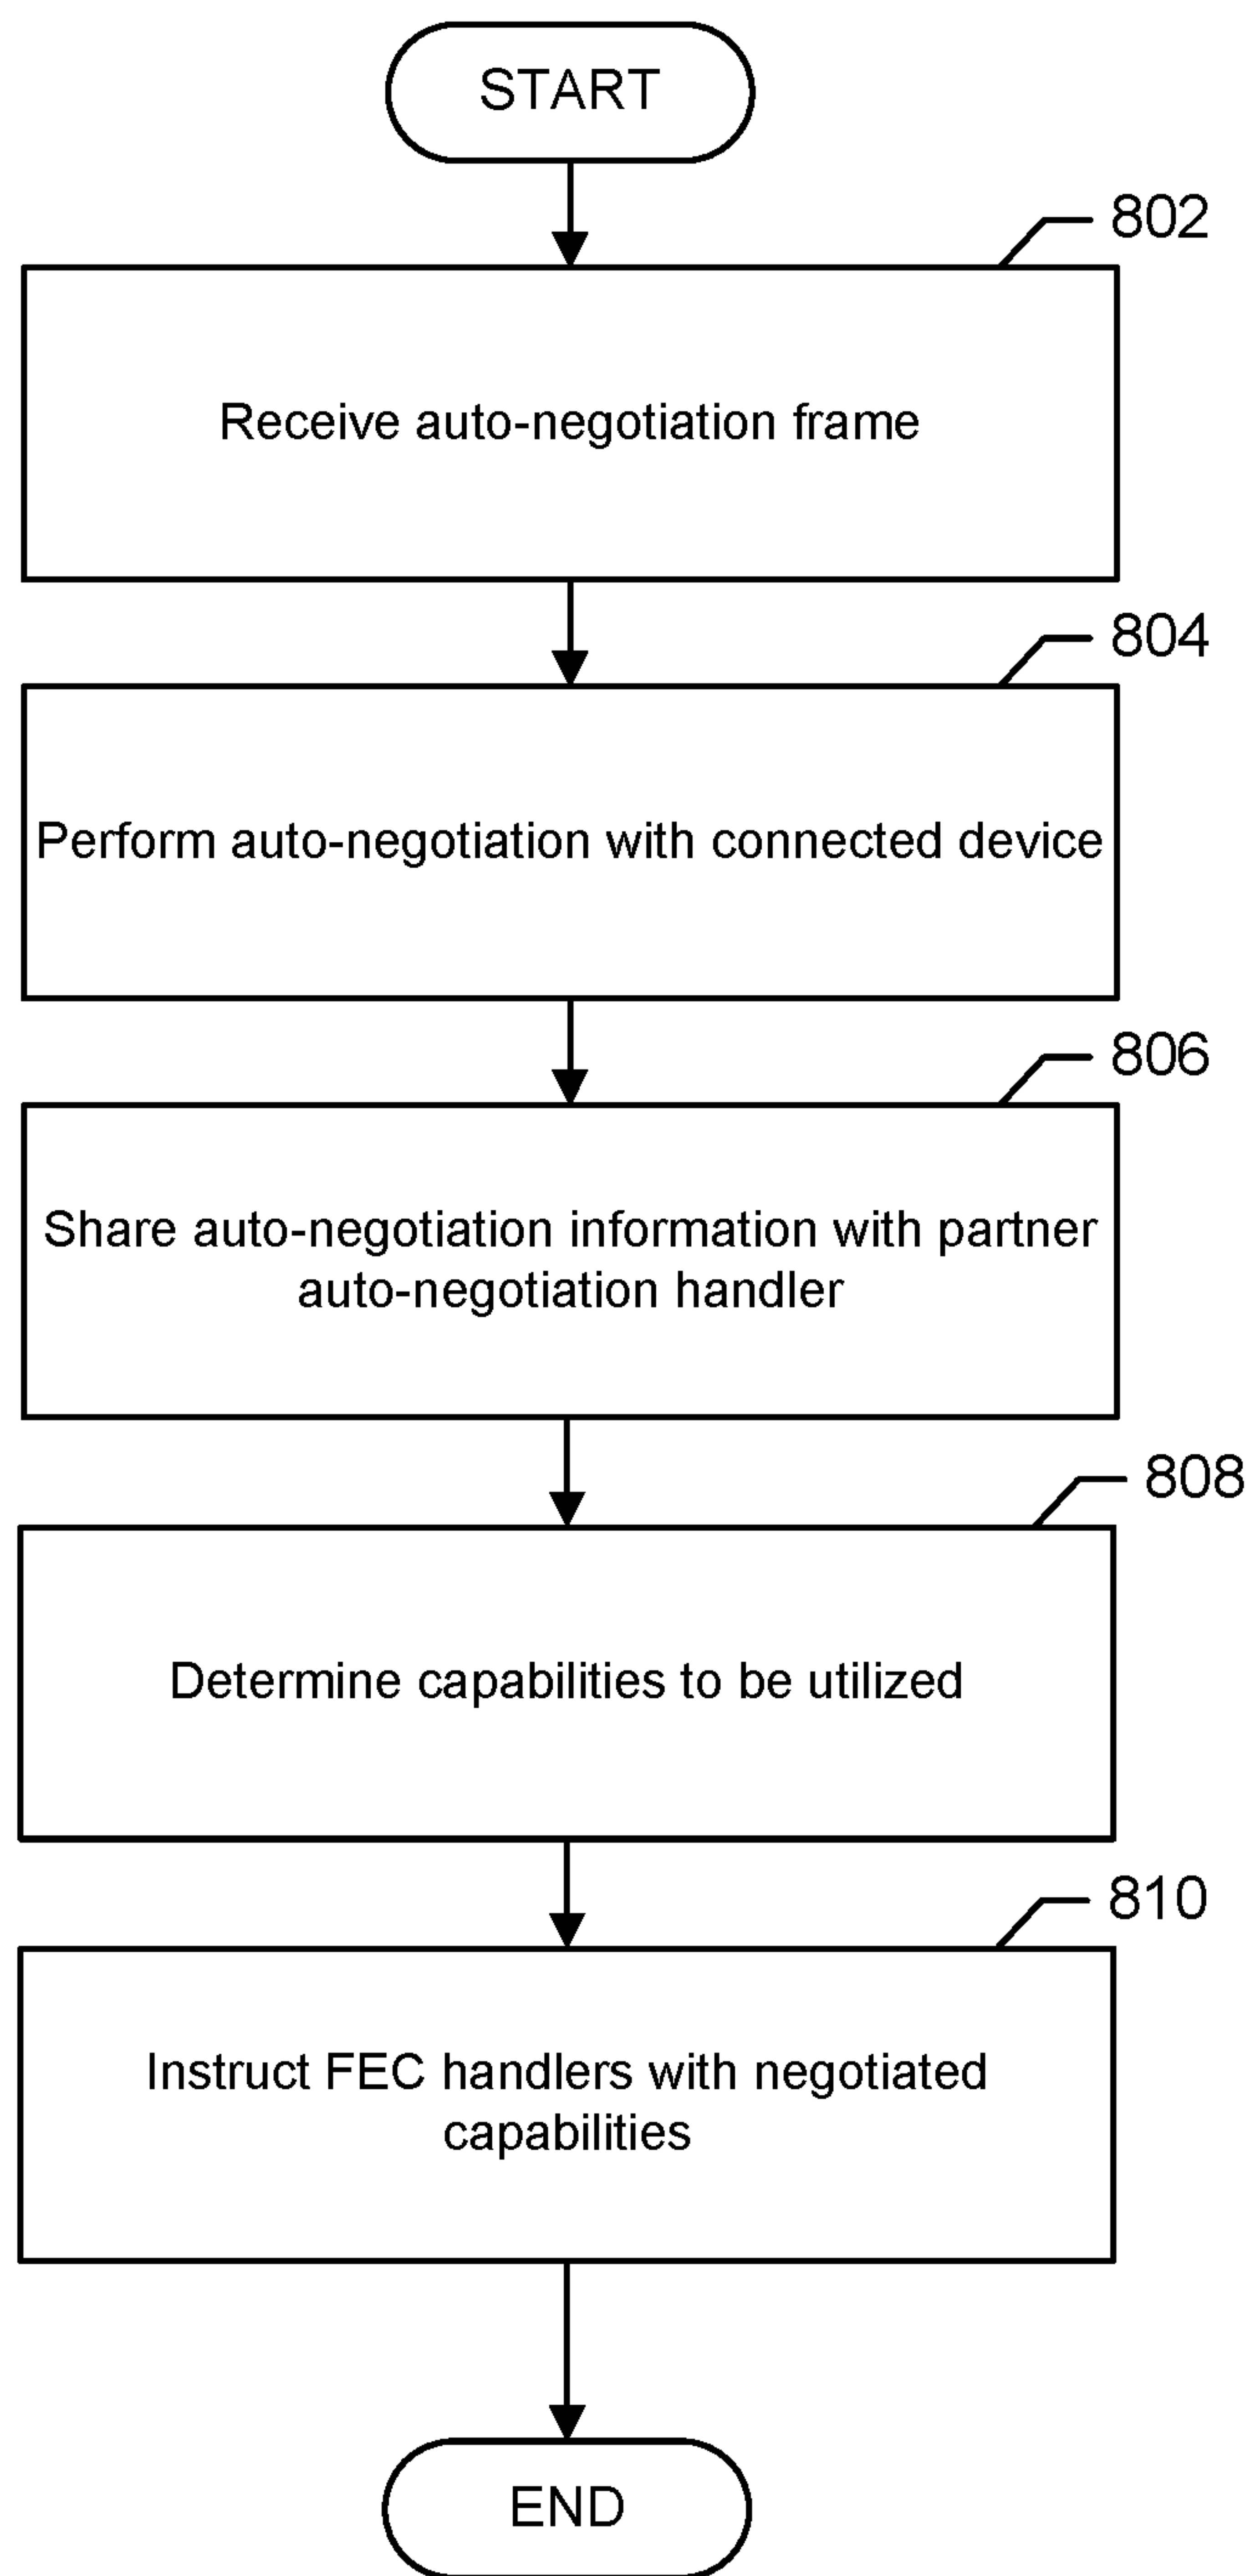 START
802
Receive auto-negotiation frame
804
Perform auto-negotiation with connected device
806
Share auto-negotiation information with partner
auto-negotiation handler
808
Determine capabilities to be utilized
810
Instruct FEC handlers with negotiated
capabilities
END